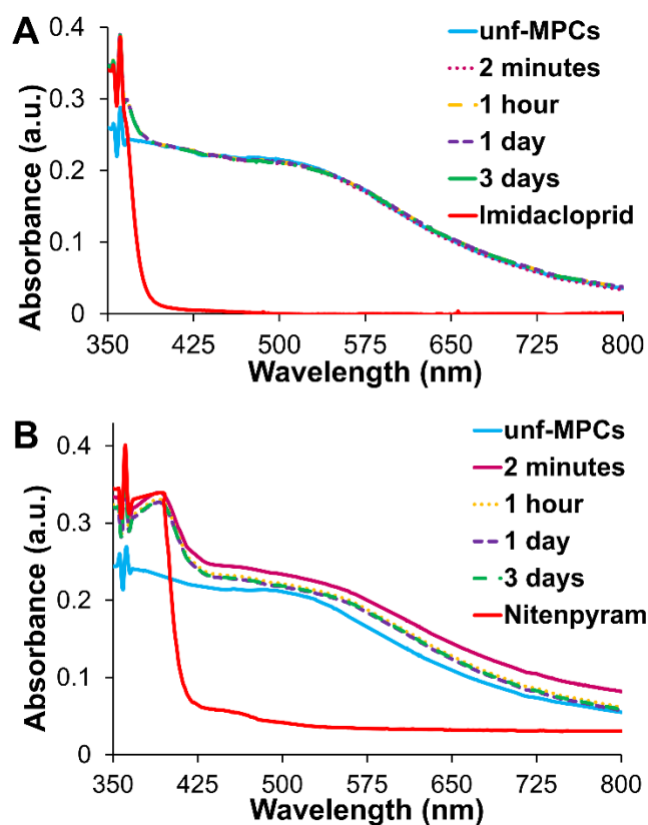 A
Absorbance (a.u.)
0.4
0.3
0.2
0.1
0
unf-MPCs
2 minutes
1 hour
1 day
3 days
Imidacloprid
350 425 500 575 650 725 800
Wavelength (nm)
B
Absorbance (a.u.)
0.4
0.3
0.2
0.1
0
unf-MPCs
2 minutes
1 hour
1 day
3 days
Nitenpyram
350 425 500 575 650 725 800
Wavelength (nm)